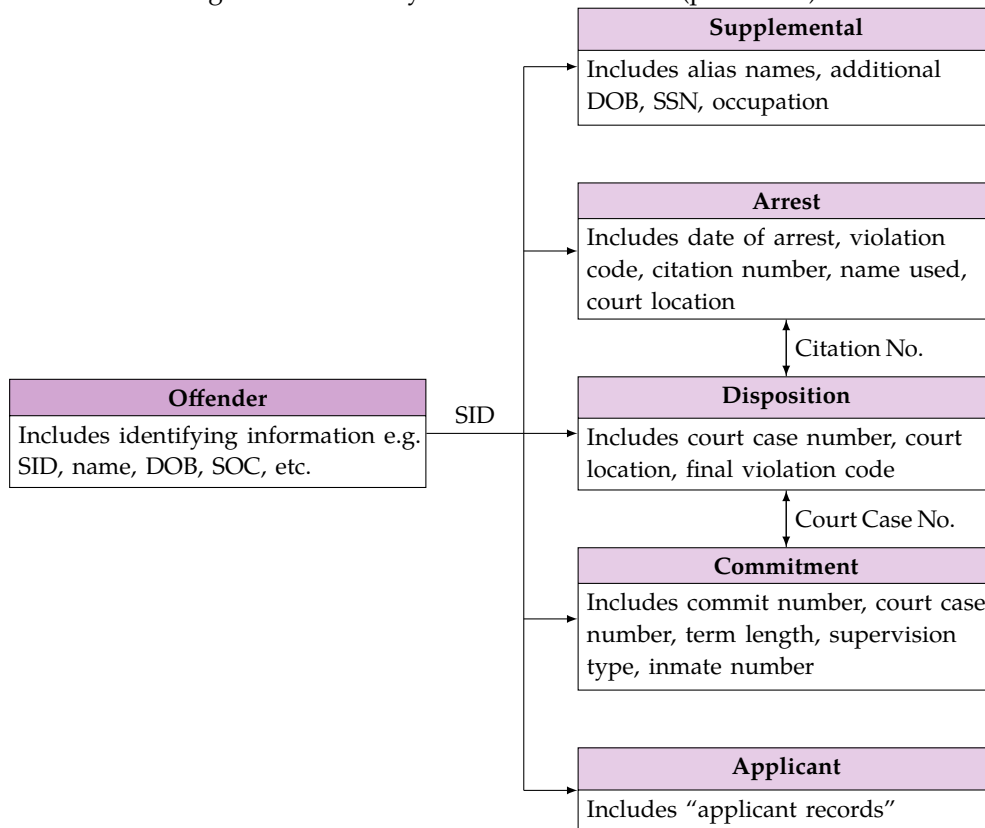 Offender
Includes identifying information e.g.
SID, name, DOB, SOC, etc.
SID
Supplemental
Includes alias names, additional
DOB, SSN, occupation
Arrest
Includes date of arrest, violation
code, citation number, name used,
court location
Citation No.
Disposition
Includes court case number, court
location, final violation code
Court Case No.
Commitment
Includes commit number, court case
number, term length, supervision
type, inmate number
Applicant
Includes “applicant records”